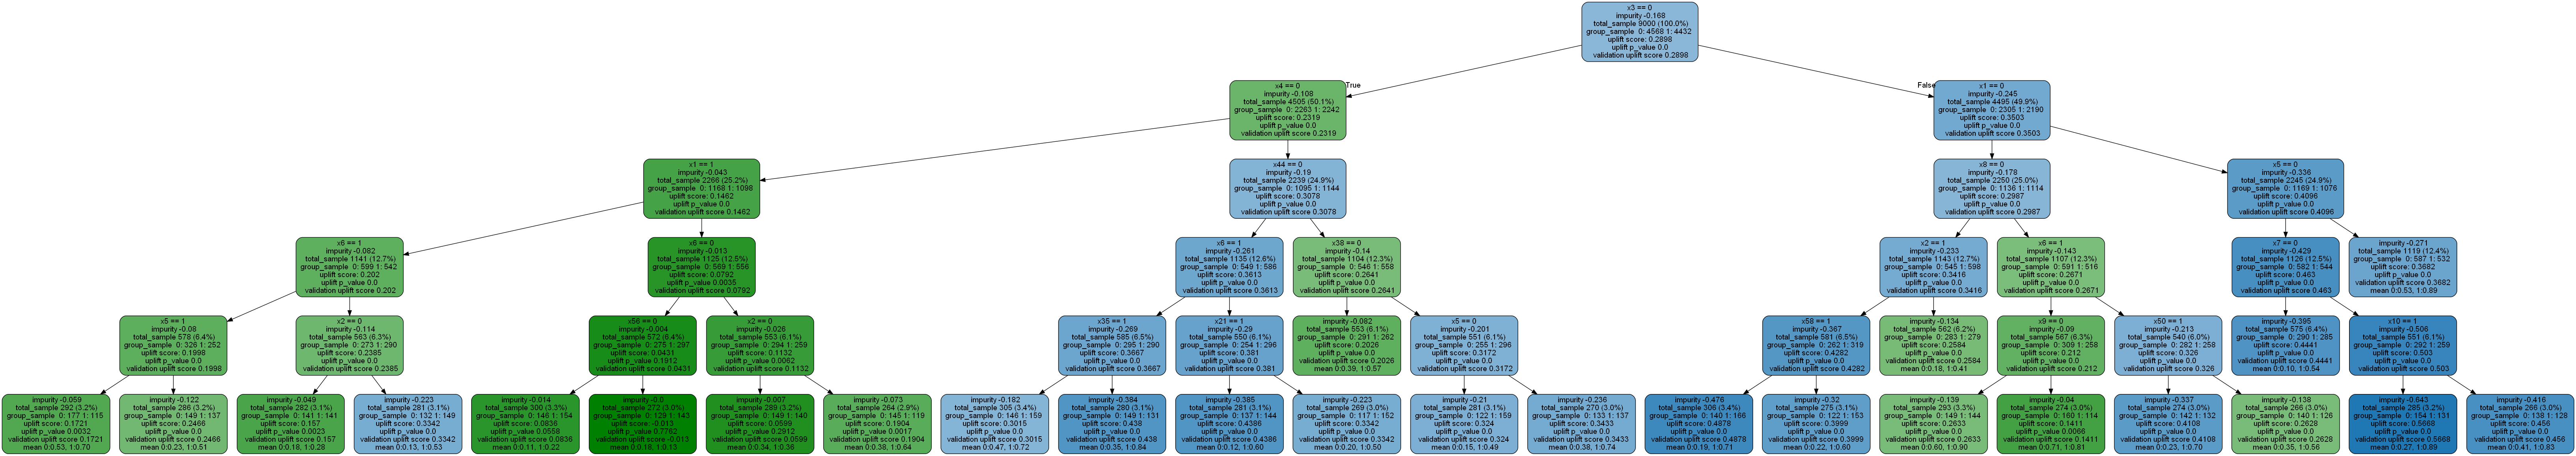 x3 == 0
impurity -0.168
total_sample 9000 (100.0%)
group_sample 0: 4568 1: 4432
uplift score: 0.2898
uplift p_value 0.0
validation uplift score 0.2898
True
False
x4 == 0
impurity -0.108
total_sample 4505 (50.1%)
group_sample 0: 2263 1: 2242
uplift score: 0.2319
uplift p_value 0.0
validation uplift score 0.2319
x1 == 0
impurity -0.245
total_sample 4495 (49.9%)
group_sample 0: 2305 1: 2190
uplift score: 0.3503
uplift p_value 0.0
validation uplift score 0.3503
x1 == 1
impurity -0.043
total_sample 2266 (25.2%)
group_sample 0: 1168 1: 1098
uplift score: 0.1462
uplift p_value 0.0
validation uplift score 0.1462
x44 == 0
impurity -0.19
total_sample 2239 (24.9%)
group_sample 0: 1095 1: 1144
uplift score: 0.3078
uplift p_value 0.0
validation uplift score 0.3078
x8 == 0
impurity -0.178
total_sample 2250 (25.0%)
group_sample 0: 1136 1: 1114
uplift score: 0.2987
uplift p_value 0.0
validation uplift score 0.2987
x5 == 0
impurity -0.336
total_sample 2245 (24.9%)
group_sample 0: 1169 1: 1076
uplift score: 0.4096
uplift p_value 0.0
validation uplift score 0.4096
x6 == 1
impurity -0.082
total_sample 1141 (12.7%)
group_sample 0: 599 1: 542
uplift score: 0.202
uplift p_value 0.0
validation uplift score 0.202
x6 == 0
impurity -0.013
total_sample 1125 (12.5%)
group_sample 0: 569 1: 556
uplift score: 0.0792
uplift p_value 0.0035
validation uplift score 0.0792
x6 == 1
impurity -0.261
total_sample 1135 (12.6%)
group_sample 0: 549 1: 586
uplift score: 0.3613
uplift p_value 0.0
validation uplift score 0.3613
x38 == 0
impurity -0.14
total_sample 1104 (12.3%)
group_sample 0: 546 1: 558
uplift score: 0.2641
uplift p_value 0.0
validation uplift score 0.2641
x2 == 1
impurity -0.233
total_sample 1143 (12.7%)
group_sample 0: 545 1: 598
uplift score: 0.3416
uplift p_value 0.0
validation uplift score 0.3416
x6 == 1
impurity -0.143
total_sample 1107 (12.3%)
group_sample 0: 591 1: 516
uplift score: 0.2671
uplift p_value 0.0
validation uplift score 0.2671
x7 == 0
impurity -0.429
total_sample 1126 (12.5%)
group_sample 0: 582 1: 544
uplift score: 0.463
uplift p_value 0.0
validation uplift score 0.463
impurity -0.271
total_sample 1119 (12.4%)
group_sample 0: 587 1: 532
uplift score: 0.3682
uplift p_value 0.0
validation uplift score 0.3682
mean 0:0.53, 1:0.89
x5 == 1
impurity -0.08
total_sample 578 (6.4%)
group_sample 0: 326 1: 252
uplift score: 0.1998
uplift p_value 0.0
validation uplift score 0.1998
x2 == 0
impurity -0.114
total_sample 563 (6.3%)
group_sample 0: 273 1: 290
uplift score: 0.2385
uplift p_value 0.0
validation uplift score 0.2385
x56 == 0
impurity -0.004
total_sample 572 (6.4%)
group_sample 0: 275 1: 297
uplift score: 0.0431
uplift p_value 0.1912
validation uplift score 0.0431
x2 == 0
impurity -0.026
total_sample 553 (6.1%)
group_sample 0: 294 1: 259
uplift score: 0.1132
uplift p_value 0.0062
validation uplift score 0.1132
x35 == 1
impurity -0.269
total_sample 585 (6.5%)
group_sample 0: 295 1: 290
uplift score: 0.3667
uplift p_value 0.0
validation uplift score 0.3667
x21 == 1
impurity -0.29
total_sample 550 (6.1%)
group_sample 0: 254 1: 296
uplift score: 0.381
uplift p_value 0.0
validation uplift score 0.381
impurity -0.082
total_sample 553 (6.1%)
group_sample 0: 291 1: 262
uplift score: 0.2026
uplift p_value 0.0
validation uplift score 0.2026
mean 0:0.39, 1:0.57
x5 == 0
impurity -0.201
total_sample 551 (6.1%)
group_sample 0: 255 1: 296
uplift score: 0.3172
uplift p_value 0.0
validation uplift score 0.3172
x58 == 1
impurity -0.367
total_sample 581 (6.5%)
group_sample 0: 262 1: 319
uplift score: 0.4282
uplift p_value 0.0
validation uplift score 0.4282
impurity -0.134
total_sample 562 (6.2%)
group_sample 0: 283 1: 279
uplift score: 0.2584
uplift p_value 0.0
validation uplift score 0.2584
mean 0:0.18, 1:0.41
x9 == 0
impurity -0.09
total_sample 567 (6.3%)
group_sample 0: 309 1: 258
uplift score: 0.212
uplift p_value 0.0
validation uplift score 0.212
x50 == 1
impurity -0.213
total_sample 540 (6.0%)
group_sample 0: 282 1: 258
uplift score: 0.326
uplift p_value 0.0
validation uplift score 0.326
impurity -0.395
total_sample 575 (6.4%)
group_sample 0: 290 1: 285
uplift score: 0.4441
uplift p_value 0.0
validation uplift score 0.4441
mean 0:0.10, 1:0.54
x10 == 1
impurity -0.506
total_sample 551 (6.1%)
group_sample 0: 292 1: 259
uplift score: 0.503
uplift p_value 0.0
validation uplift score 0.503
impurity -0.059
total_sample 292 (3.2%)
group_sample 0: 177 1: 115
uplift score: 0.1721
uplift p_value 0.0032
validation uplift score 0.1721
mean 0:0.53, 1:0.70
impurity -0.122
total_sample 286 (3.2%)
group_sample 0: 149 1: 137
uplift score: 0.2466
uplift p_value 0.0
validation uplift score 0.2466
mean 0:0.23, 1:0.51
impurity -0.049
total_sample 282 (3.1%)
group_sample 0: 141 1: 141
uplift score: 0.157
uplift p_value 0.0023
validation uplift score 0.157
mean 0:0.18, 1:0.28
impurity -0.223
total_sample 281 (3.1%)
group_sample 0: 132 1: 149
uplift score: 0.3342
uplift p_value 0.0
validation uplift score 0.3342
mean 0:0.13, 1:0.53
impurity -0.014
total_sample 300 (3.3%)
group_sample 0: 146 1: 154
uplift score: 0.0836
uplift p_value 0.0558
validation uplift score 0.0836
mean 0:0.11, 1:0.22
impurity -0.0
total_sample 272 (3.0%)
group_sample 0: 129 1: 143
uplift score: -0.013
uplift p_value 0.7762
validation uplift score -0.013
mean 0:0.18, 1:0.13
impurity -0.007
total_sample 289 (3.2%)
group_sample 0: 149 1: 140
uplift score: 0.0599
uplift p_value 0.2912
validation uplift score 0.0599
mean 0:0.34, 1:0.36
impurity -0.073
total_sample 264 (2.9%)
group_sample 0: 145 1: 119
uplift score: 0.1904
uplift p_value 0.0017
validation uplift score 0.1904
mean 0:0.38, 1:0.64
impurity -0.182
total_sample 305 (3.4%)
group_sample 0: 146 1: 159
uplift score: 0.3015
uplift p_value 0.0
validation uplift score 0.3015
mean 0:0.47, 1:0.72
impurity -0.384
total_sample 280 (3.1%)
group_sample 0: 149 1: 131
uplift score: 0.438
uplift p_value 0.0
validation uplift score 0.438
mean 0:0.35, 1:0.84
impurity -0.385
total_sample 281 (3.1%)
group_sample 0: 137 1: 144
uplift score: 0.4386
uplift p_value 0.0
validation uplift score 0.4386
mean 0:0.12, 1:0.60
impurity -0.223
total_sample 269 (3.0%)
group_sample 0: 117 1: 152
uplift score: 0.3342
uplift p_value 0.0
validation uplift score 0.3342
mean 0:0.20, 1:0.50
impurity -0.21
total_sample 281 (3.1%)
group_sample 0: 122 1: 159
uplift score: 0.324
uplift p_value 0.0
validation uplift score 0.324
mean 0:0.15, 1:0.49
impurity -0.236
total_sample 270 (3.0%)
group_sample 0: 133 1: 137
uplift score: 0.3433
uplift p_value 0.0
validation uplift score 0.3433
mean 0:0.38, 1:0.74
impurity -0.476
total_sample 306 (3.4%)
group_sample 0: 140 1: 166
uplift score: 0.4878
uplift p_value: 0.0
validation uplift score 0.4878
mean 0:0.19, 1:0.71
impurity -0.32
total_sample 275 (3.1%)
group_sample 0: 122 1: 153
uplift score: 0.3999
uplift p_value 0.0
validation uplift score 0.3999
mean 0:0.22, 1:0.60
impurity -0.139
total_sample 293 (3.3%)
group_sample 0: 149 1: 144
uplift score: 0.2633
uplift p_value 0.0
validation uplift score 0.2633
mean 0:0.60, 1:0.90
impurity -0.04
total_sample 274 (3.0%)
group_sample 0: 160 1: 114
uplift score: 0.1411
uplift p_value 0.0066
validation uplift score 0.1411
mean 0:0.71, 1:0.81
impurity -0.337
total_sample 274 (3.0%)
group_sample 0: 142 1: 132
uplift score: 0.4108
uplift p_value 0.0
validation uplift score 0.4108
mean 0:0.23, 1:0.70
impurity -0.138
total_sample 266 (3.0%)
group_sample 0: 140 1: 126
uplift score: 0.2628
uplift p_value 0.0
validation uplift score 0.2628
mean 0:0.35, 1:0.56
impurity -0.643
total_sample 285 (3.2%)
group_sample 0: 154 1: 131
uplift score: 0.5668
uplift p_value 0.0
validation uplift score 0.5668
mean 0:0.27, 1:0.89
impurity -0.416
total_sample 266 (3.0%)
group_sample 0: 138 1: 128
uplift score: 0.456
uplift p_value 0.0
validation uplift score 0.456
mean 0:0.41, 1:0.83